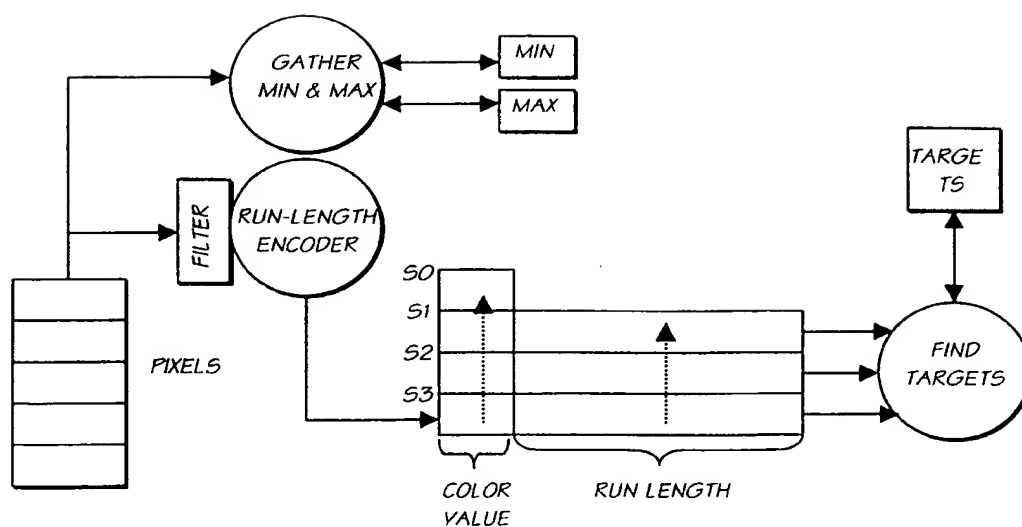 GATHER
MIN & MAX
MIN
MAX
TARGE
TS
FILTER
RUN-LENGTH
ENCODER
S0
S1
S2
S3
PIXELS
FIND
TARGETS
COLOR
VALUE
RUN LENGTH